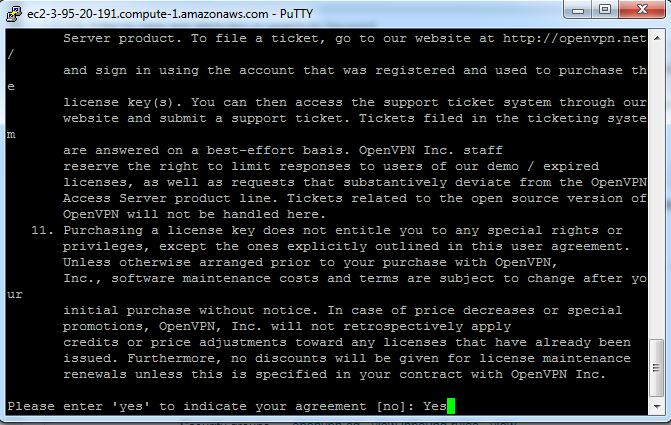 ec2-3-95-20-191.compute-1.amazonaws.com - PuTTY
Server product. To file a ticket, go to our website at http://openvpn.net
/
and sign in using the account that was registered and used to purchase th
e
license key(s). You can then access the support ticket system through our
website and submit a support ticket. Tickets filed in the ticketing syste
m
are answered on a best-effort basis. OpenVPN Inc. staff
reserve the right to limit responses to users of our demo / expired
licenses, as well as requests that substantively deviate from the OpenVPN
Access Server product line. Tickets related to the open source version of
OpenVPN will not be handled here.
11. Purchasing a license key does not entitle you to any special rights or
privileges, except the ones explicitly outlined in this user agreement.
Unless otherwise arranged prior to your purchase with OpenVPN,
Inc., software maintenance costs and terms are subject to change after yo
ur
initial purchase without notice. In case of price decreases or special
promotions, OpenVPN, Inc. will not retrospectively apply
credits or price adjustments toward any licenses that have already been
issued. Furthermore, no discounts will be given for license maintenance
renewals unless this is specified in your contract with OpenVPN Inc.
Please enter 'yes' to indicate your agreement [no]: Yes